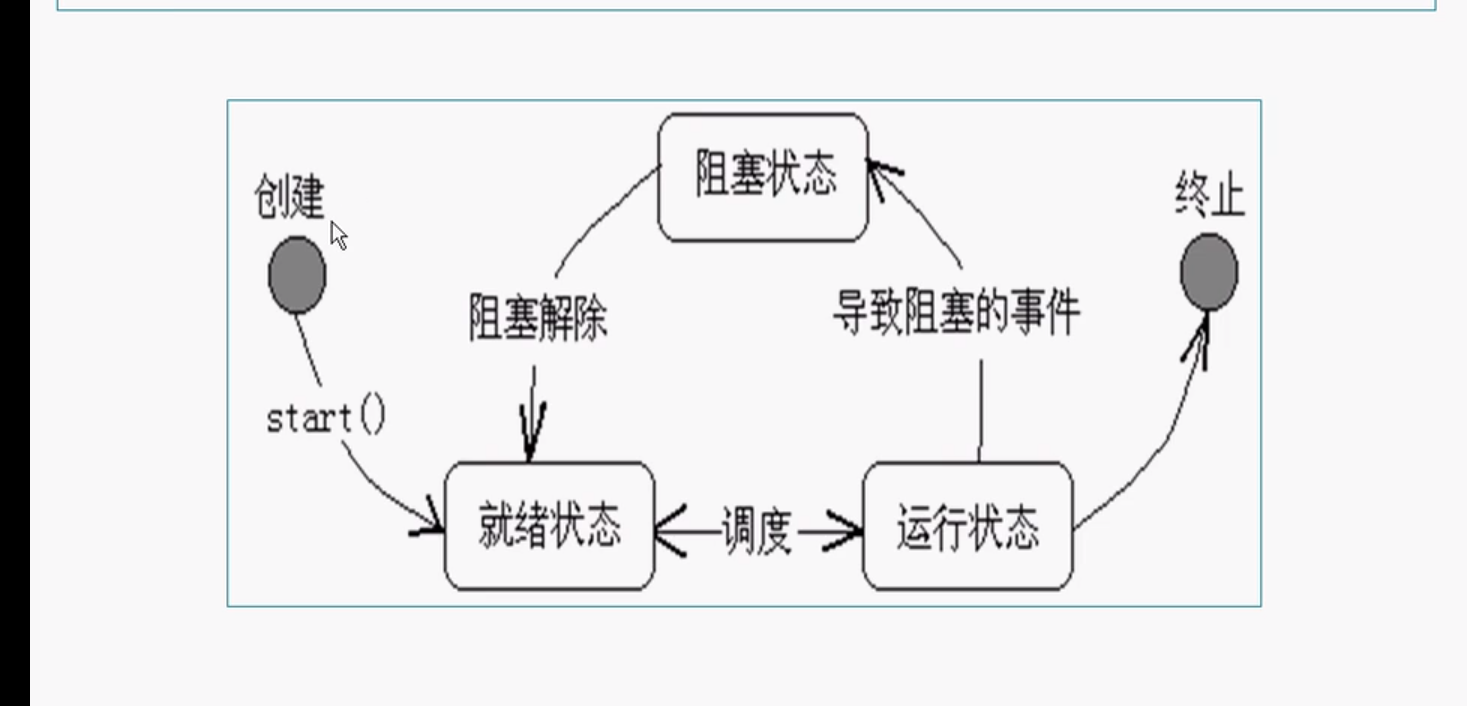 阻塞状态
创建
终止
阻塞解除
导致阻塞的事件
start()
就绪状态
调度
运行状态